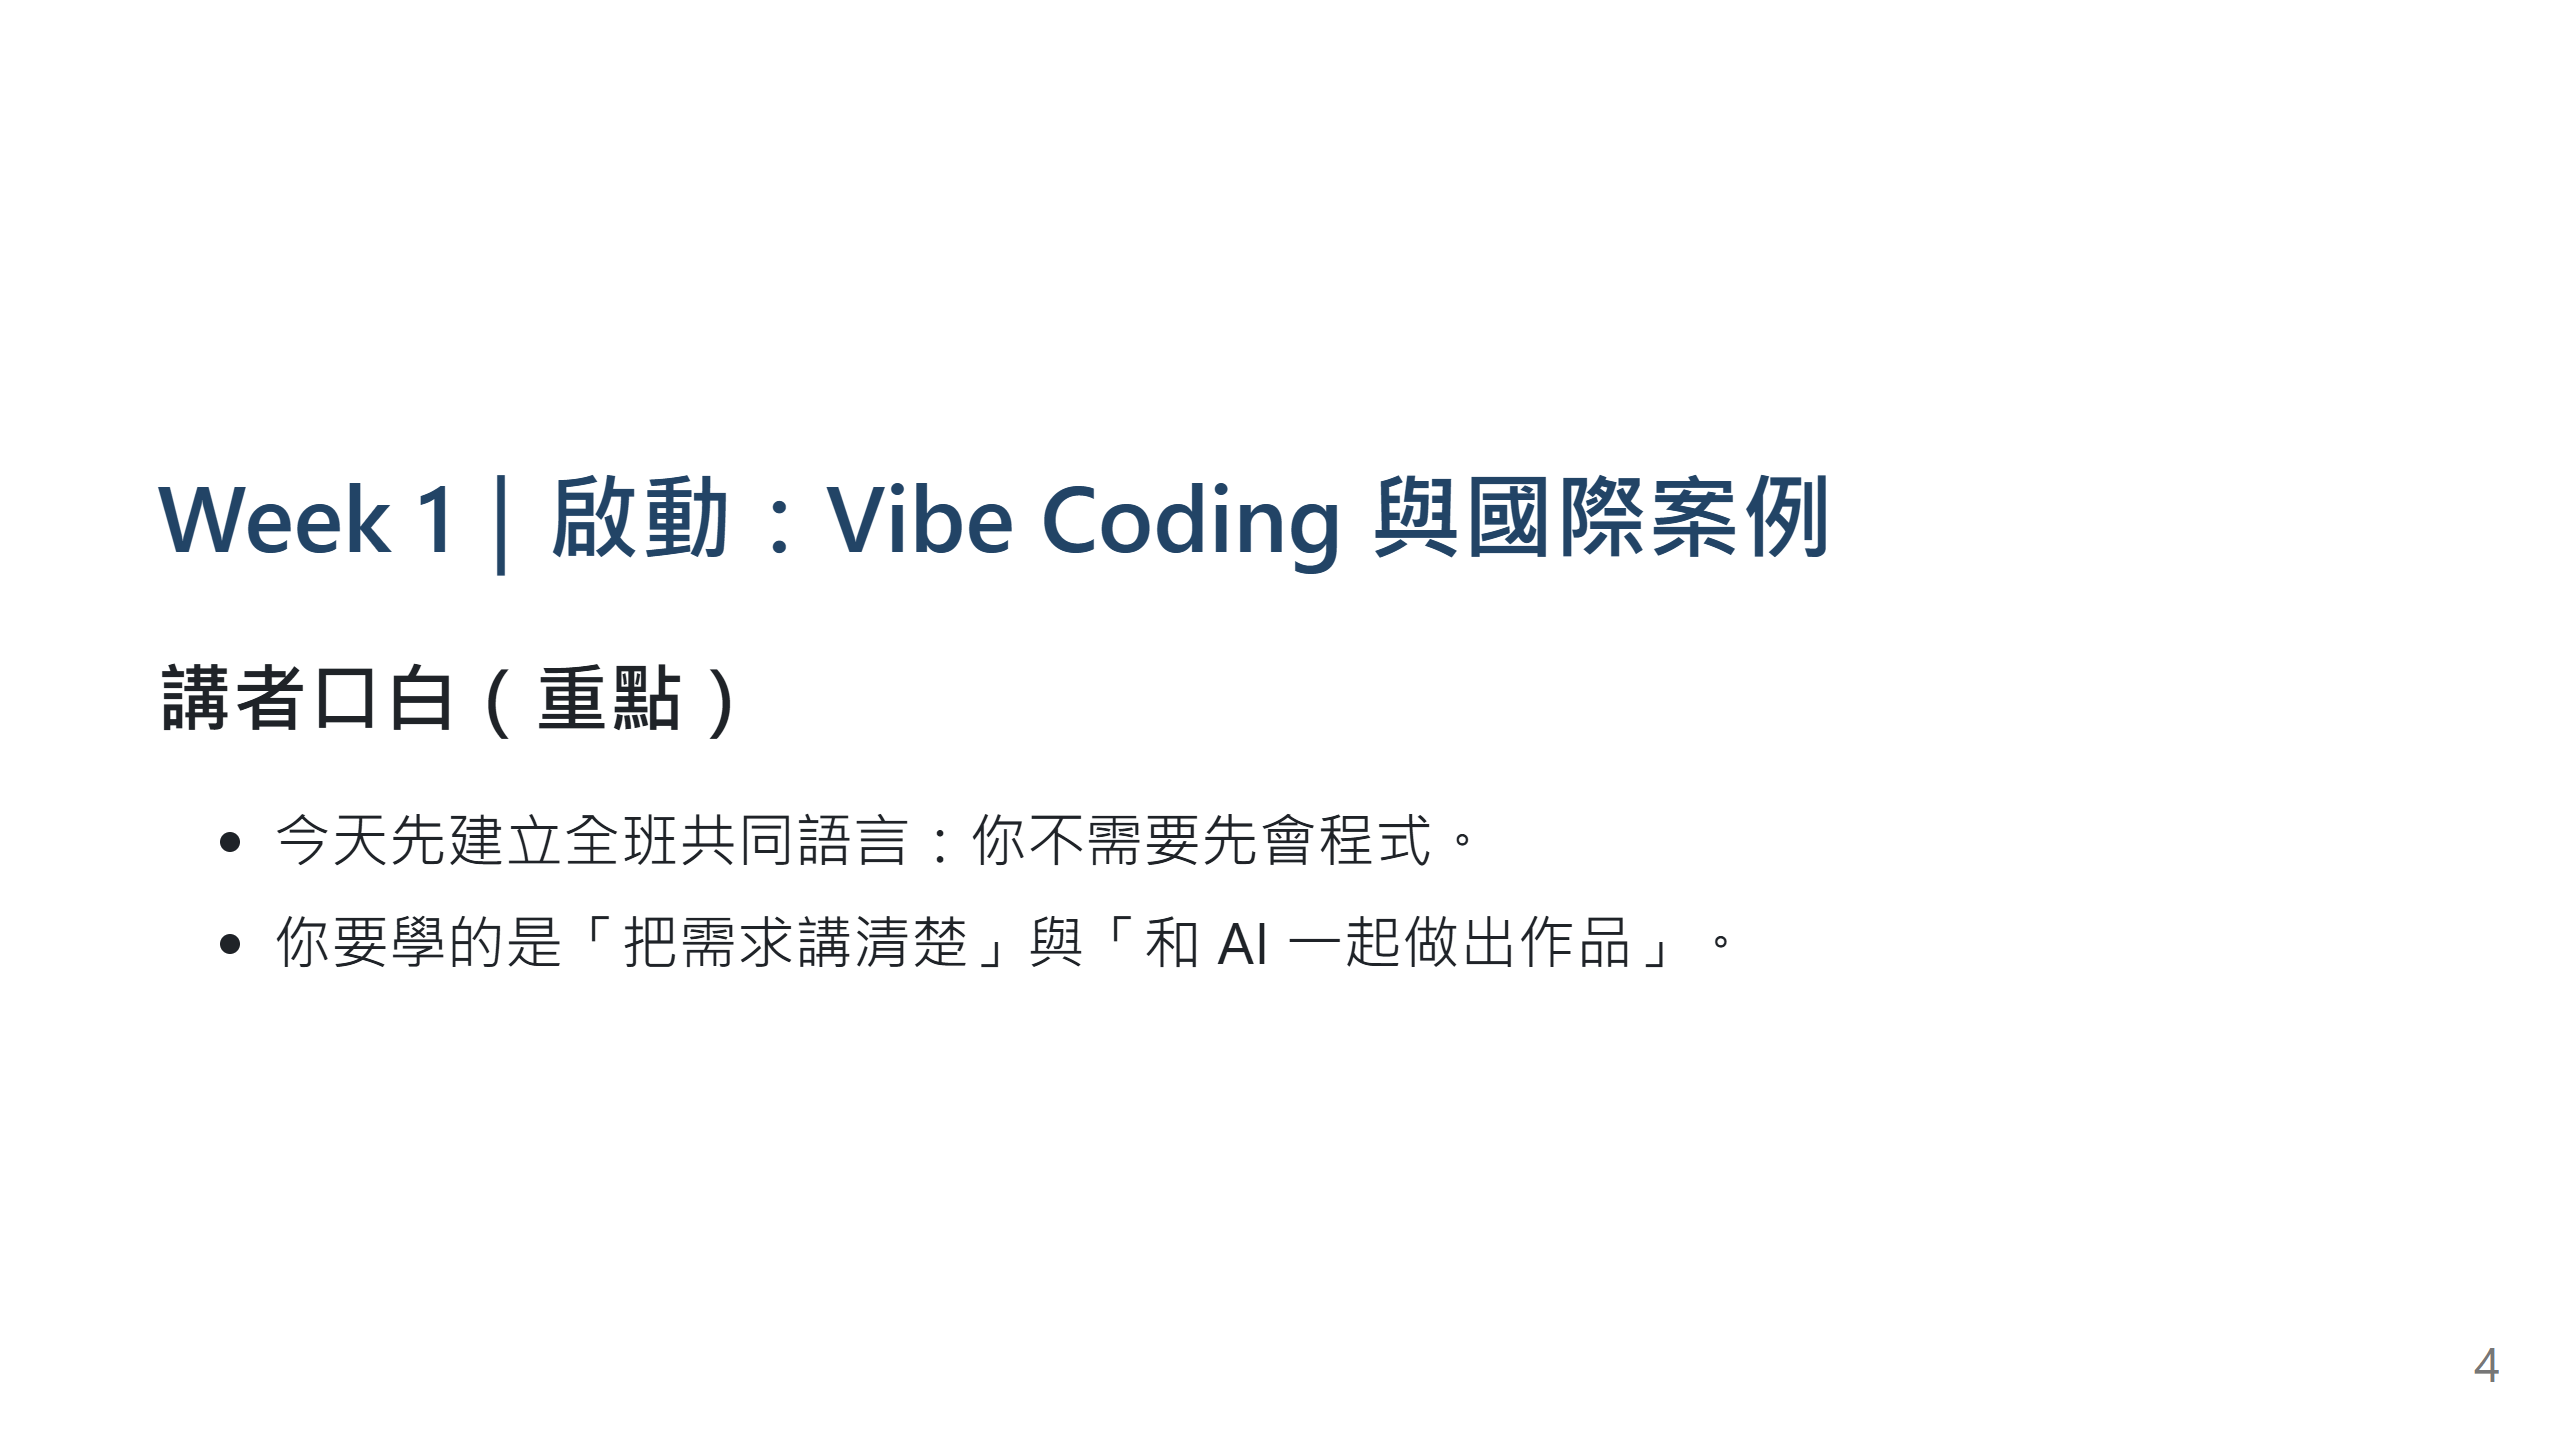 Week 1｜啟動：Vibe Coding 與國際案例
講者口白（重點）
• 今天先建立全班共同語言：你不需要先會程式。
• 你要學的是「把需求講清楚」與「和 AI 一起做出作品」。
4